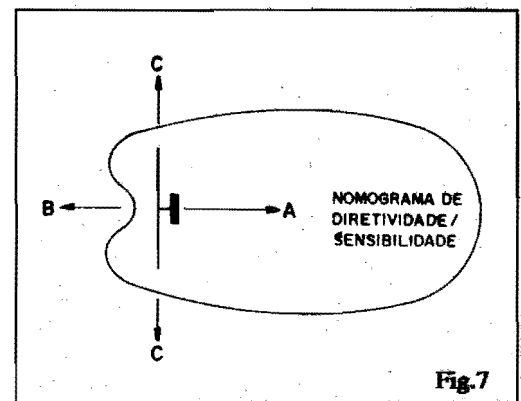 C
B
A
NOMOGRAMA DE
DIRETIVIDADE/
SENSIBILIDADE
C
Fig.7